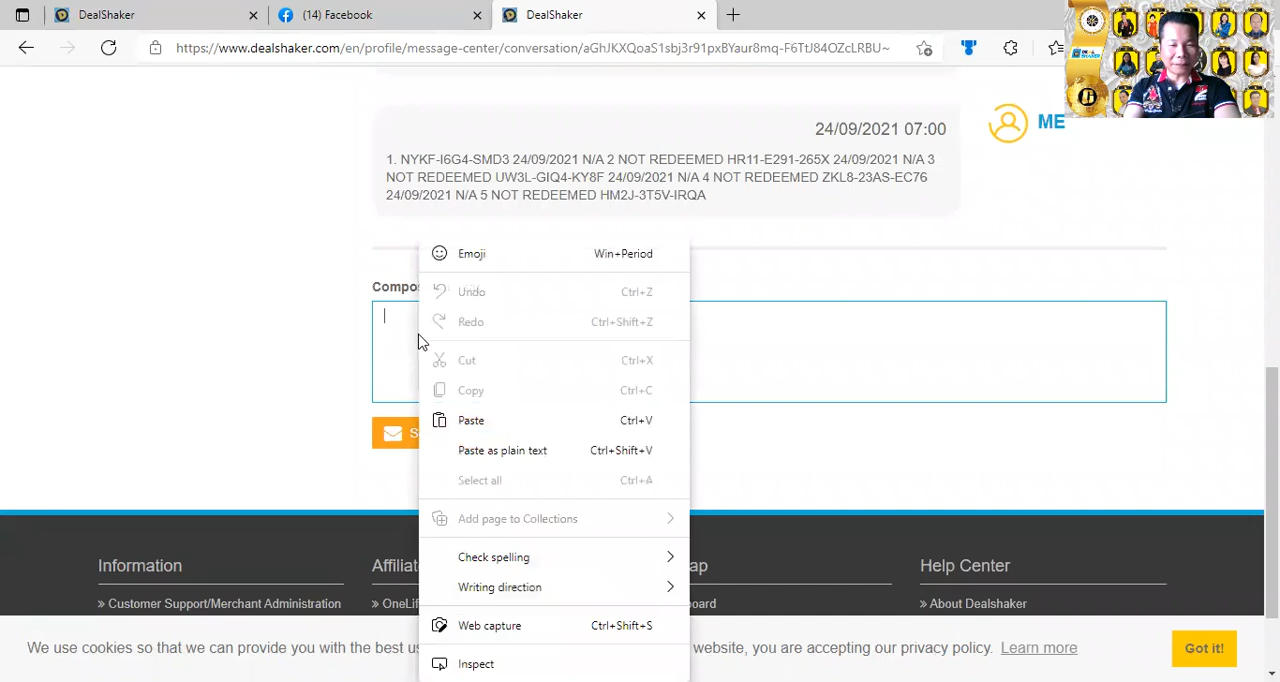 DealShaker
(14) Facebook
DealShaker
https://www.dealshaker.com/en/profile/message-center/conversation/aGhJKXQoaS1sbj3r91pxBYaur8mq-F6TtJ84OZcLRBU~
24/09/2021 07:00
ME
1. NYKF-I6G4-SMD3 24/09/2021 N/A 2 NOT REDEEMED HR11-E291-265X 24/09/2021 N/A 3
NOT REDEEMED UW3L-GIQ4-KY8F 24/09/2021 N/A 4 NOT REDEEMED ZKL8-23AS-EC76
24/09/2021 N/A 5 NOT REDEEMED HM2J-3T5V-IRQA
Compos
Emoji Win+Period
Undo Ctrl+Z
Redo Ctrl+Shift+Z
Cut Ctrl+X
Copy Ctrl+C
Paste Ctrl+V
Paste as plain text Ctrl+Shift+V
Select all Ctrl+A
Add page to Collections
Check spelling
Writing direction
Web capture Ctrl+Shift+S
Inspect
S
Information
Affiliat
ap
Help Center
» Customer Support/Merchant Administration
» OneLif
oard
» About Dealshaker
We use cookies so that we can provide you with the best us
website, you are accepting our privacy policy. Learn more
Got it!